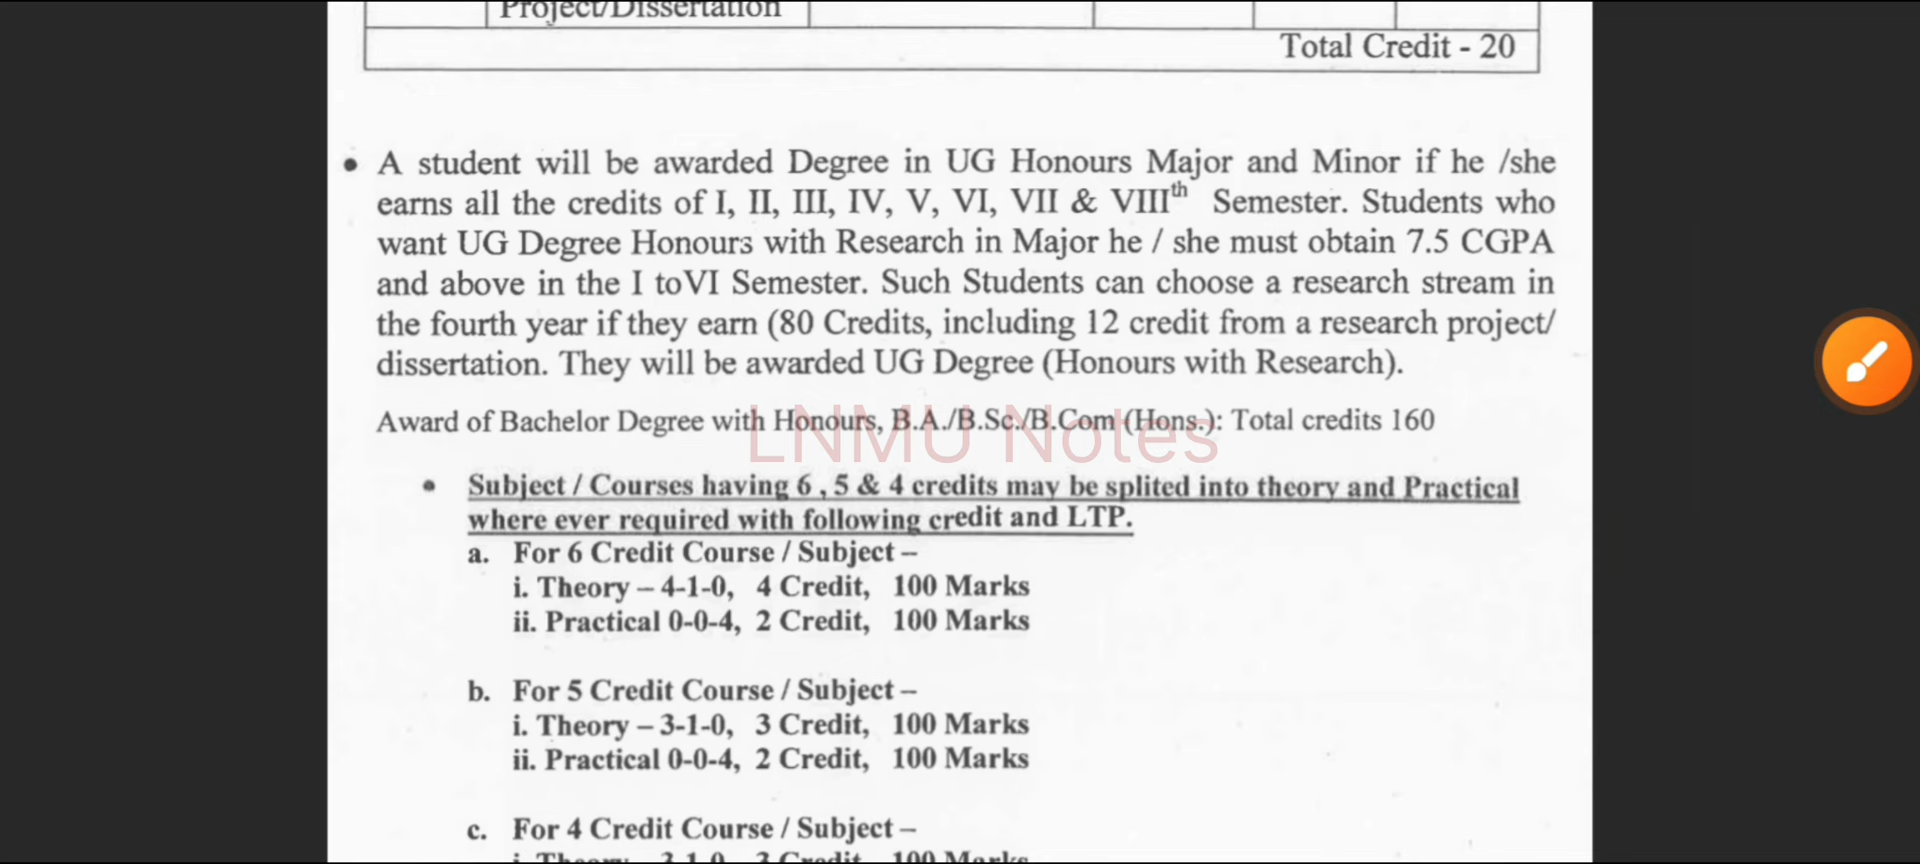 Project/Dissertation
Total Credit - 20
• A student will be awarded Degree in UG Honours Major and Minor if he /she
earns all the credits of I, II, III, IV, V, VI, VII & VIIIth Semester. Students who
want UG Degree Honours with Research in Major he / she must obtain 7.5 CGPA
and above in the I toVI Semester. Such Students can choose a research stream in
the fourth year if they earn (80 Credits, including 12 credit from a research project/
dissertation. They will be awarded UG Degree (Honours with Research).
Award of Bachelor Degree with Honours, B.A./B.Sc./B.Com (Hons.): Total credits 160
LNMU Notes
• Subject / Courses having 6 , 5 & 4 credits may be splited into theory and Practical
where ever required with following credit and LTP.
a. For 6 Credit Course / Subject –
i. Theory – 4-1-0, 4 Credit, 100 Marks
ii. Practical 0-0-4, 2 Credit, 100 Marks
b. For 5 Credit Course / Subject –
i. Theory – 3-1-0, 3 Credit, 100 Marks
ii. Practical 0-0-4, 2 Credit, 100 Marks
c. For 4 Credit Course / Subject –
3 Credit, 100 Marks